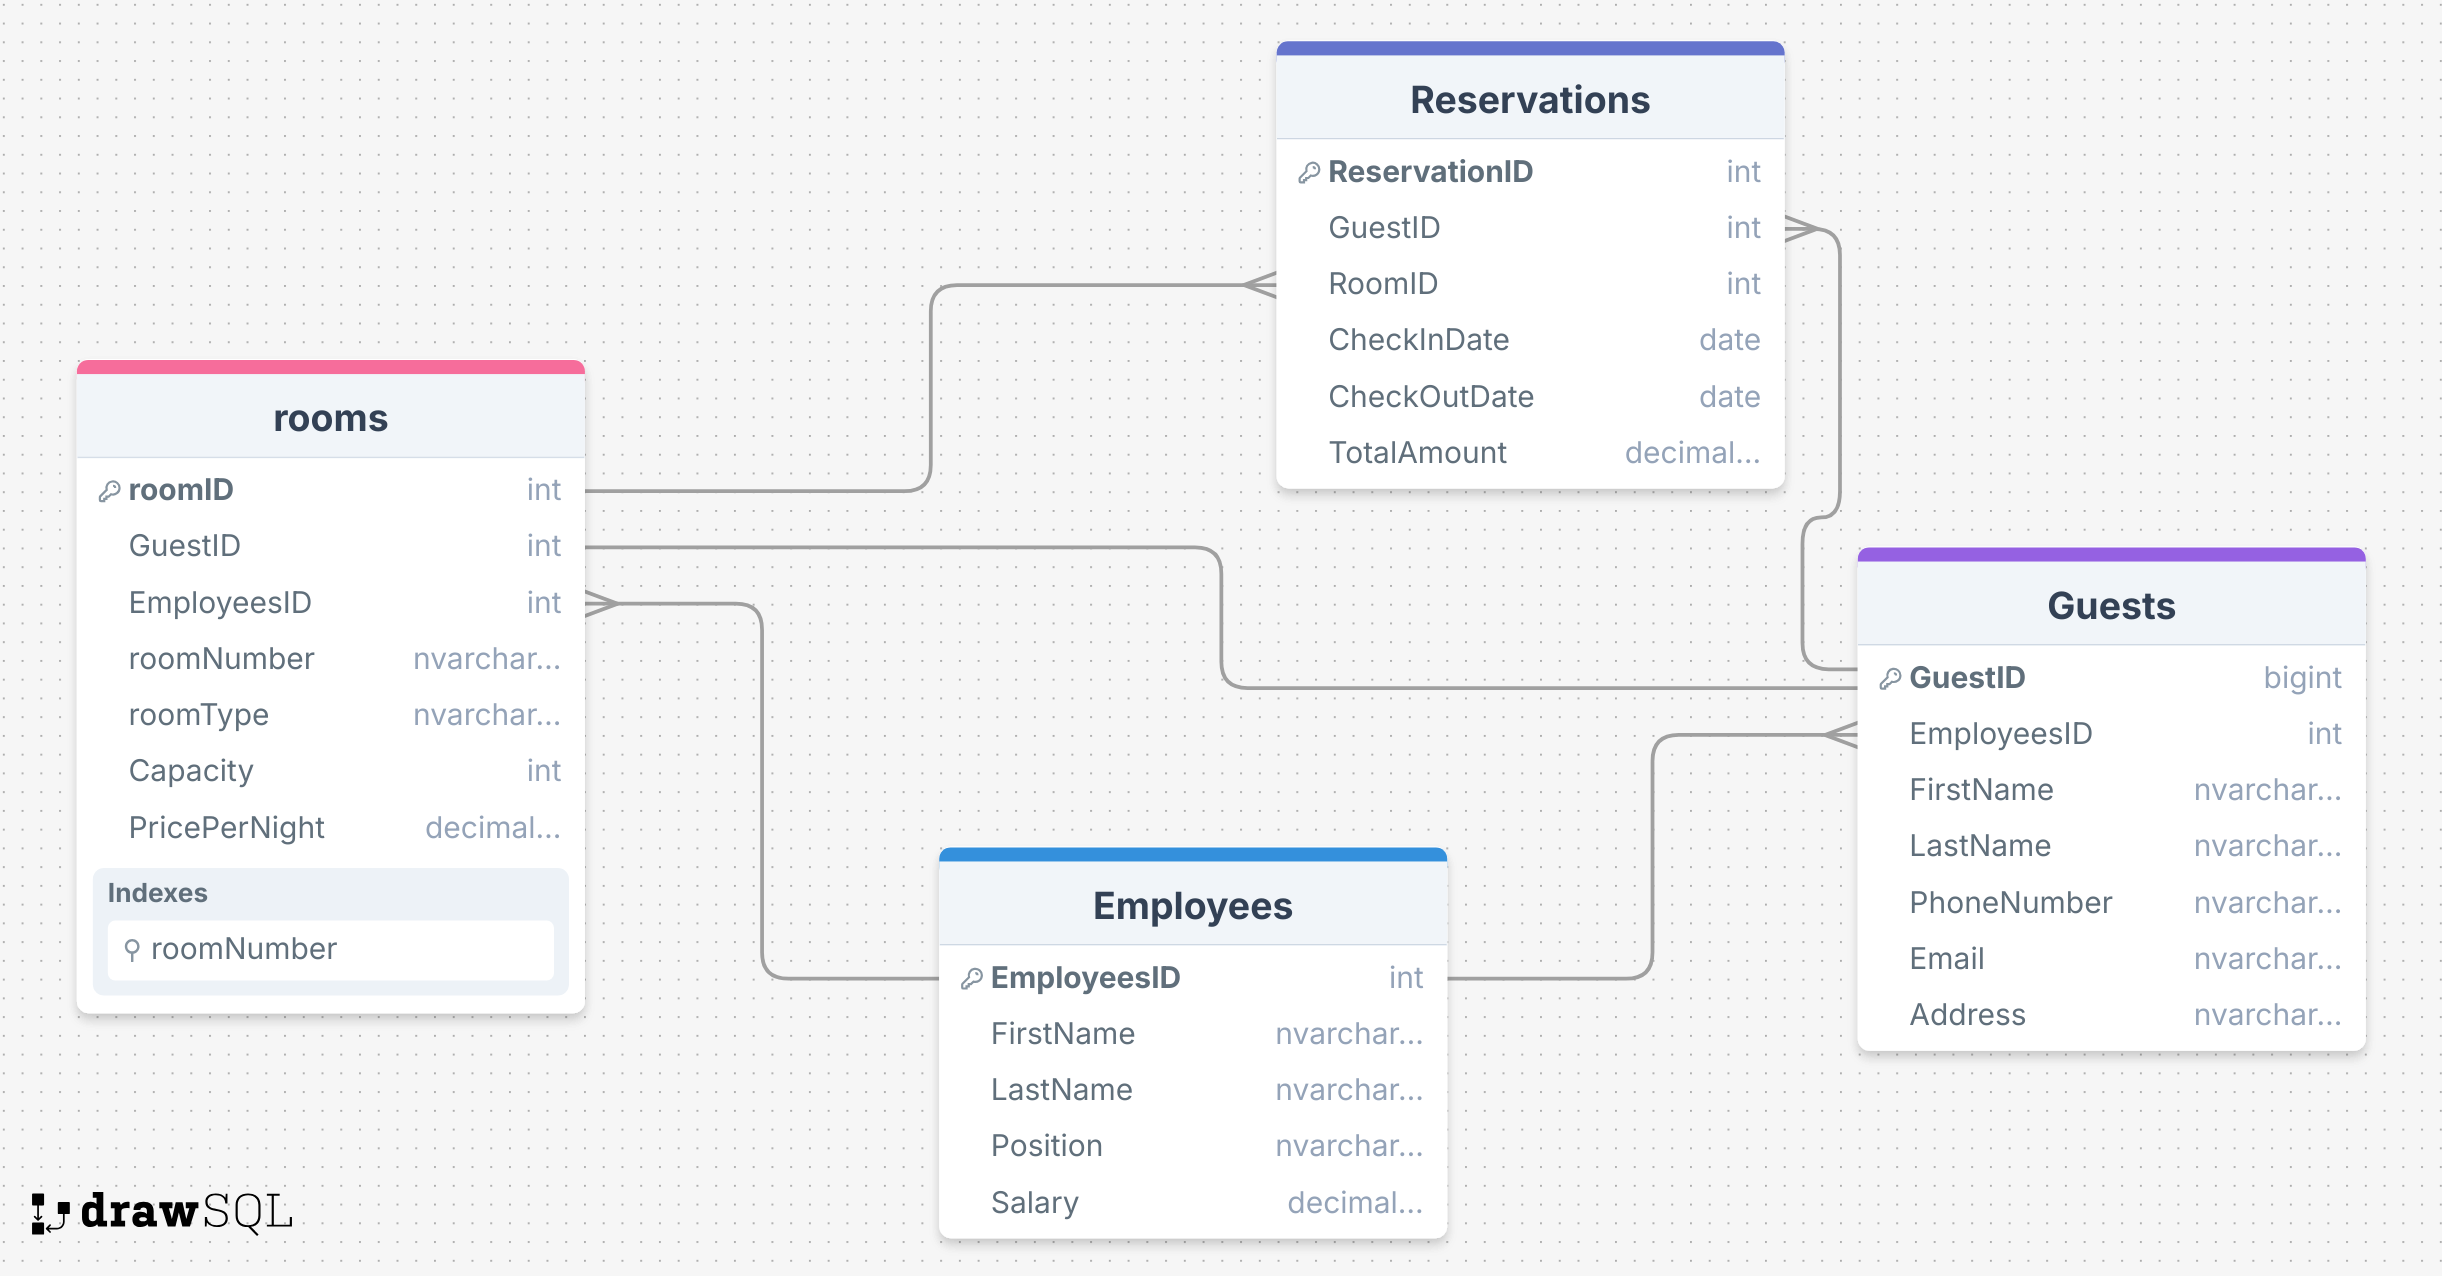 Reservations
ReservationID int
GuestID int
RoomID int
CheckInDate date
CheckOutDate date
TotalAmount decimal...
rooms
roomID int
GuestID int
EmployeesID int
roomNumber nvarchar...
roomType nvarchar...
Capacity int
PricePerNight decimal...
Indexes
roomNumber
Guests
GuestID bigint
EmployeesID int
FirstName nvarchar...
LastName nvarchar...
PhoneNumber nvarchar...
Email nvarchar...
Address nvarchar...
Employees
EmployeesID int
FirstName nvarchar...
LastName nvarchar...
Position nvarchar...
Salary decimal...
drawSQL